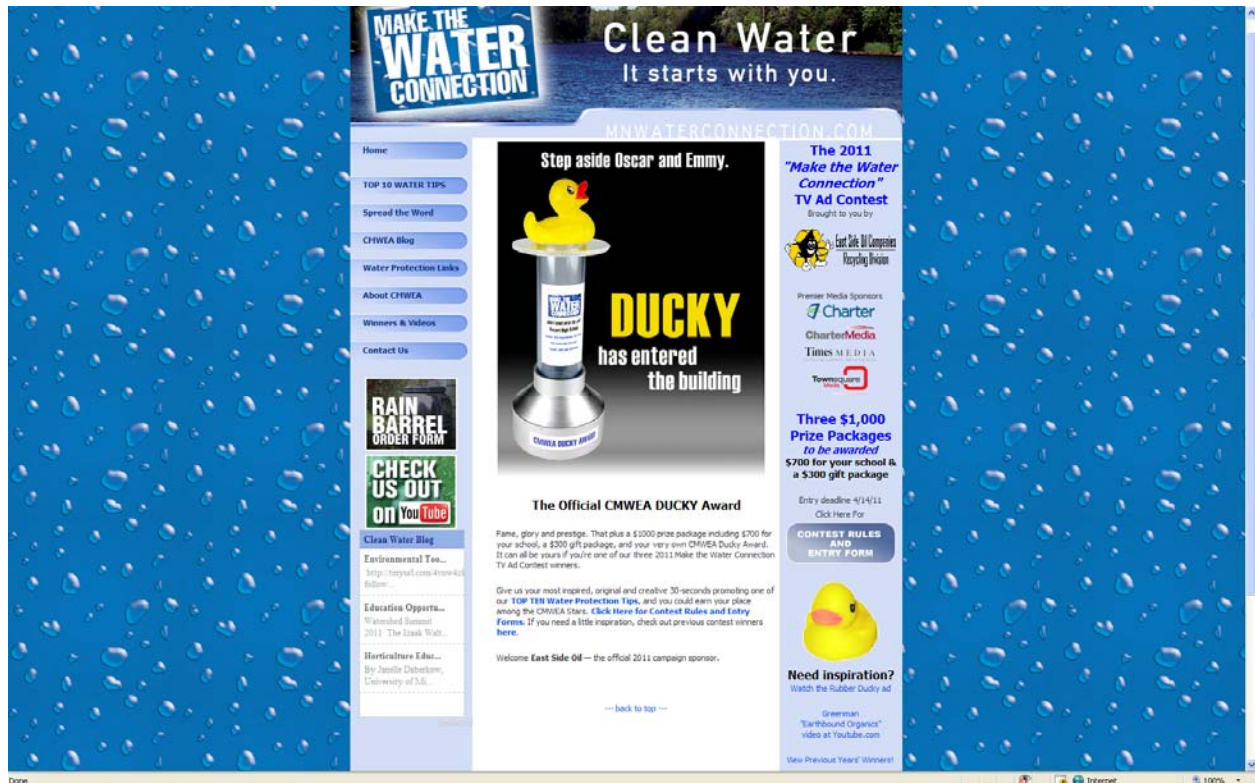 MAKE THE
WATER
CONNECTION
Clean Water
It starts with you.
MNWATERCONNECTION.COM
Home
TOP 10 WATER TIPS
Spread the Word
CMWEA Blog
Water Protection Links
About CMWEA
Winners & Videos
Contact Us
RAIN
BARREL
ORDER FORM
CHECK
US OUT
on YouTube
Clean Water Blog
Environmental Too...
follow...
Education Opportu...
Watershed Summit
2011 The Izaak Walt...
Horticulture Educ...
By Janelle Daberkow,
University of Mi...
Step aside Oscar and Emmy.
MAKE THE
WATER
CONNECTION
CMWEA DUCKY AWARD
DUCKY
has entered
the building
The Official CMWEA DUCKY Award
Fame, glory and prestige. That plus a $1000 prize package including $700 for
your school, a $300 gift package, and your very own CMWEA Ducky Award.
It can all be yours if you're one of our three 2011 Make the Water Connection
TV Ad Contest winners.
Give us your most inspired, original and creative 30-seconds promoting one of
our TOP TEN Water Protection Tips, and you could earn your place
among the CMWEA Stars. Click Here for Contest Rules and Entry
Forms. If you need a little inspiration, check out previous contest winners
here.
Welcome East Side Oil — the official 2011 campaign sponsor.
--- back to top ---
The 2011
"Make the Water
Connection"
TV Ad Contest
Brought to you by
East Side Oil Companies
Recycling Division
Premier Media Sponsors
Charter
CharterMedia
Times MEDIA
Townsquare
Media
Three $1,000
Prize Packages
to be awarded
$700 for your school &
a $300 gift package
Entry deadline 4/14/11
Click Here For
CONTEST RULES
AND
ENTRY FORM
Need inspiration?
Watch the Rubber Ducky ad
Greenman
"Earthbound Organics"
video at Youtube.com
View Previous Years' Winners!
Done
Internet
100%